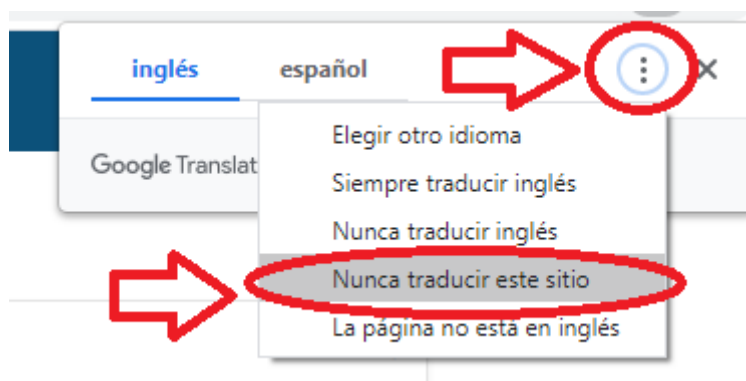 inglés español
Elegir otro idioma
Google Translat
Siempre traducir inglés
Nunca traducir inglés
Nunca traducir este sitio
La página no está en inglés